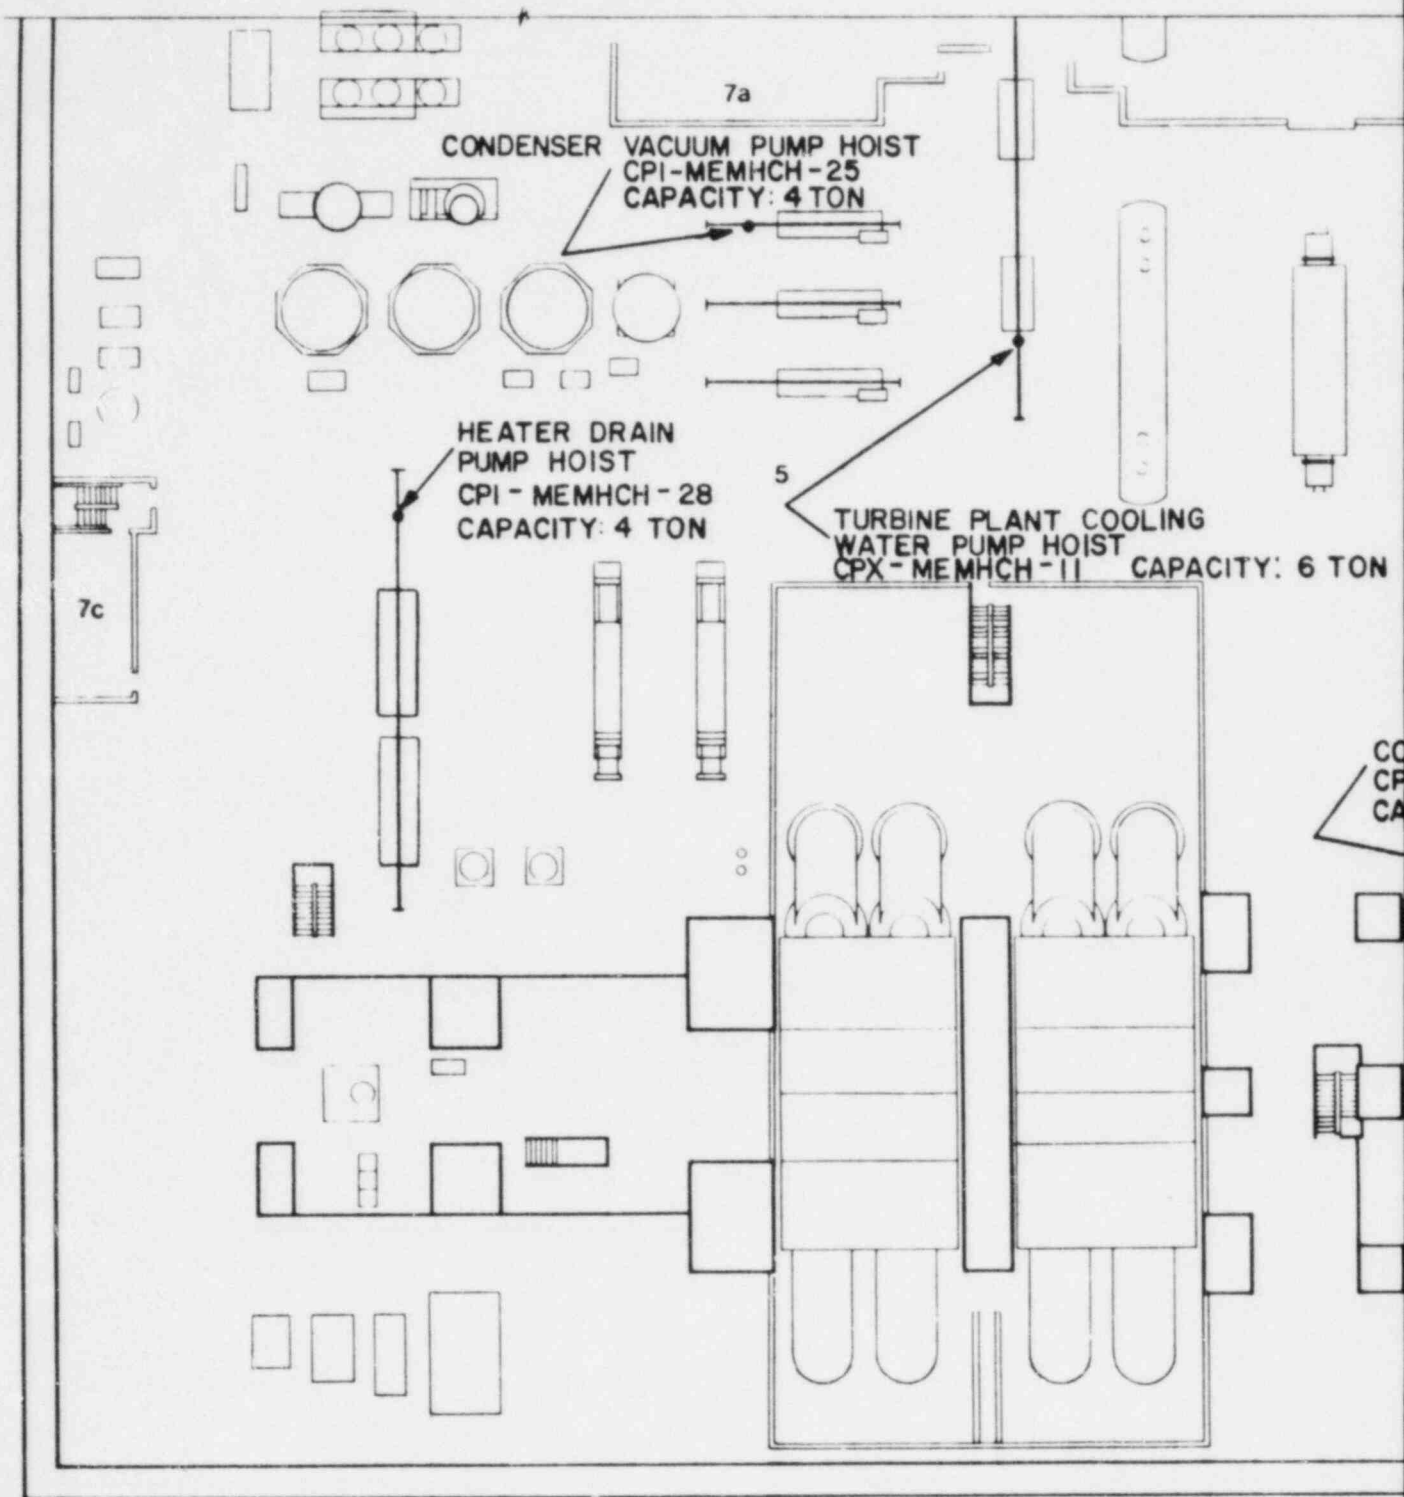 7a
CONDENSER VACUUM PUMP HOIST
CPI-MEMHCH-25
CAPACITY: 4 TON
HEATER DRAIN
PUMP HOIST
CPI-MEMHCH-28
CAPACITY: 4 TON
5
TURBINE PLANT COOLING
WATER PUMP HOIST
CPX-MEMHCH-11 CAPACITY: 6 TON
7c
CO
CP
CA